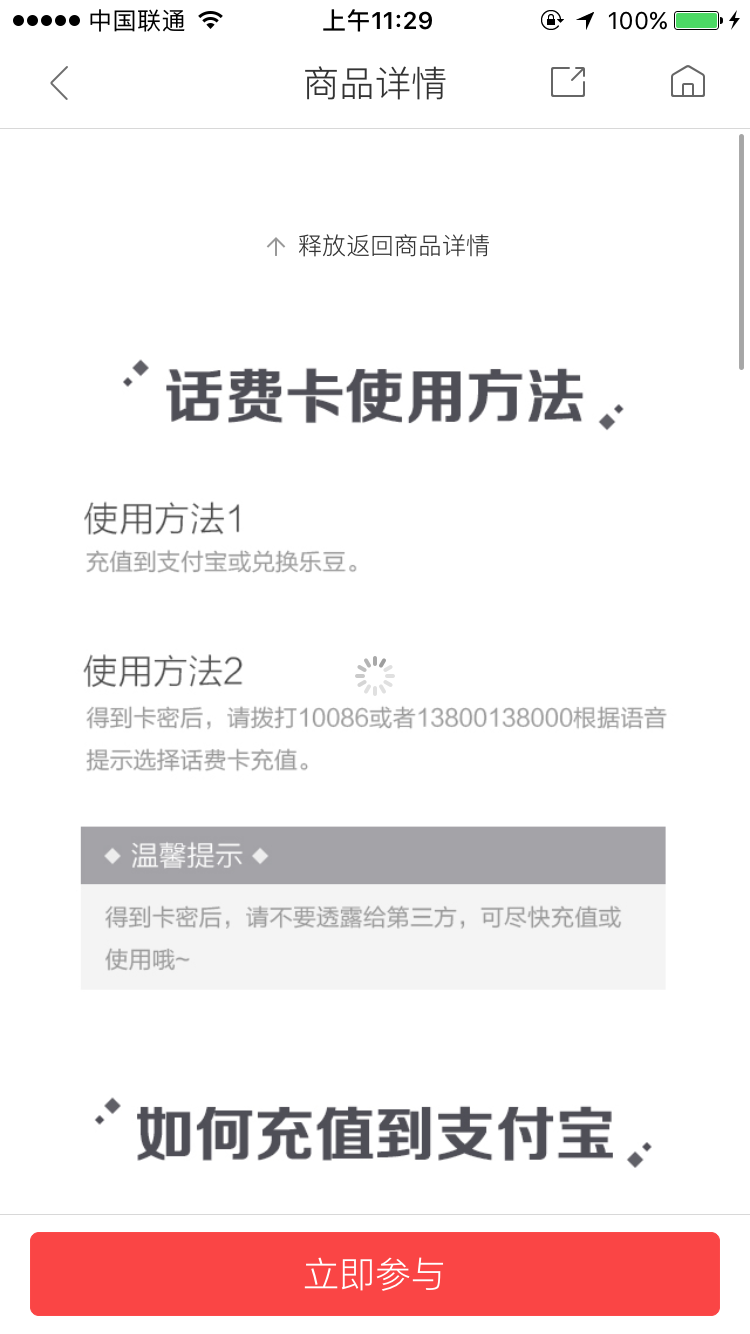 中国联通 上午11:29 100%
商品详情
释放返回商品详情
话费卡使用方法
使用方法1
充值到支付宝或兑换乐豆。
使用方法2
得到卡密后，请拨打10086或者13800138000根据语音
提示选择话费卡充值。
温馨提示
得到卡密后，请不要透露给第三方，可尽快充值或
使用哦~
如何充值到支付宝
立即参与